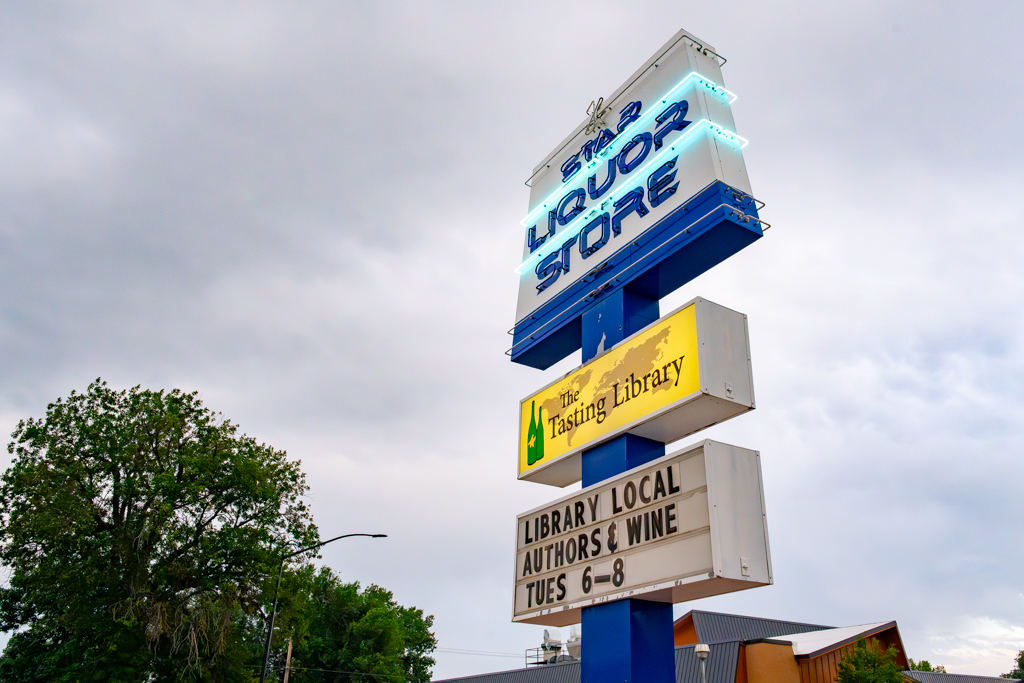 STAR
LIQUOR
STORE
The
Tasting Library
LIBRARY LOCAL
AUTHORS & WINE
TUES 6-8